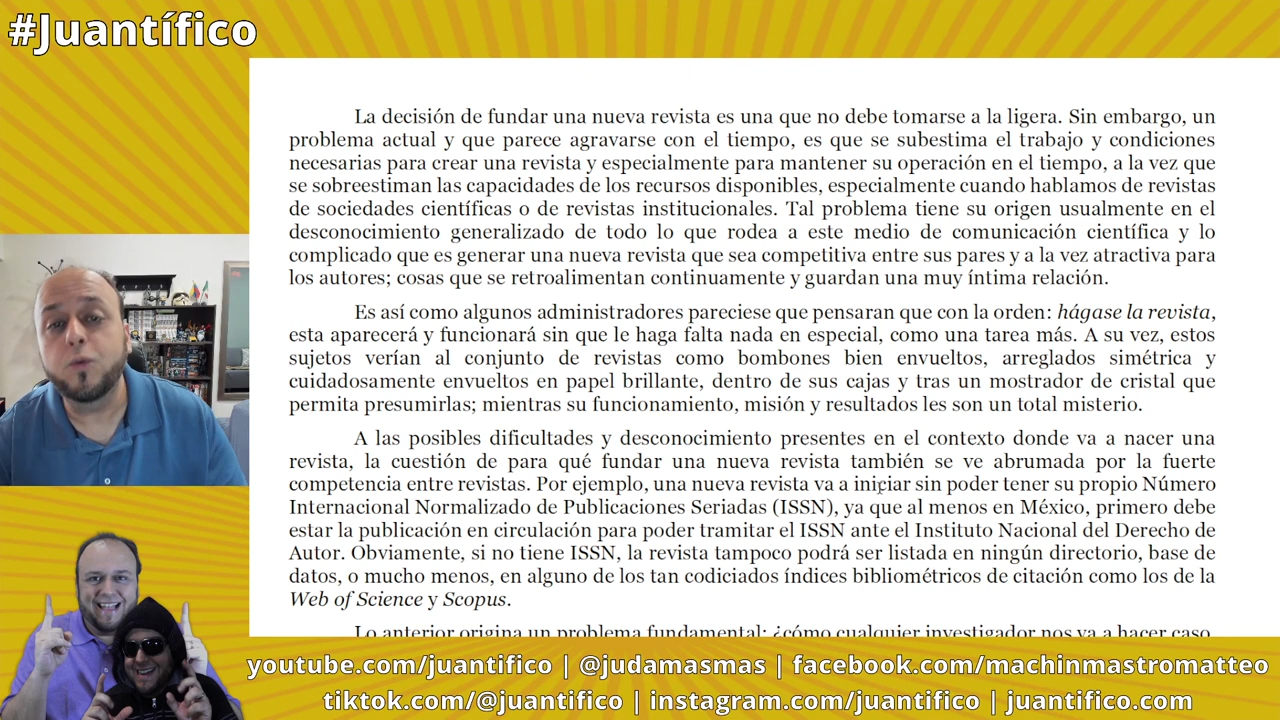 #Juantífico
La decisión de fundar una nueva revista es una que no debe tomarse a la ligera. Sin embargo, un
problema actual y que parece agravarse con el tiempo, es que se subestima el trabajo y condiciones
necesarias para crear una revista y especialmente para mantener su operación en el tiempo, a la vez que
se sobreestiman las capacidades de los recursos disponibles, especialmente cuando hablamos de revistas
de sociedades científicas o de revistas institucionales. Tal problema tiene su origen usualmente en el
desconocimiento generalizado de todo lo que rodea a este medio de comunicación científica y lo
complicado que es generar una nueva revista que sea competitiva entre sus pares y a la vez atractiva para
los autores; cosas que se retroalimentan continuamente y guardan una muy íntima relación.
Es así como algunos administradores pareciese que pensaran que con la orden: hágase la revista,
esta aparecerá y funcionará sin que le haga falta nada en especial, como una tarea más. A su vez, estos
sujetos verían al conjunto de revistas como bombones bien envueltos, arreglados simétrica y
cuidadosamente envueltos en papel brillante, dentro de sus cajas y tras un mostrador de cristal que
permita presumirlas; mientras su funcionamiento, misión y resultados les son un total misterio.
A las posibles dificultades y desconocimiento presentes en el contexto donde va a nacer una
revista, la cuestión de para qué fundar una nueva revista también se ve abrumada por la fuerte
competencia entre revistas. Por ejemplo, una nueva revista va a iniciar sin poder tener su propio Número
Internacional Normalizado de Publicaciones Seriadas (ISSN), ya que al menos en México, primero debe
estar la publicación en circulación para poder tramitar el ISSN ante el Instituto Nacional del Derecho de
Autor. Obviamente, si no tiene ISSN, la revista tampoco podrá ser listada en ningún directorio, base de
datos, o mucho menos, en alguno de los tan codiciados índices bibliométricos de citación como los de la
Web of Science y Scopus.
Lo anterior origina un problema fundamental: ¿cómo cualquier investigador nos va a hacer caso,
youtube.com/juantifico | @judamasmas | facebook.com/machinmastromatteo
tiktok.com/@juantifico | instagram.com/juantifico | juantifico.com